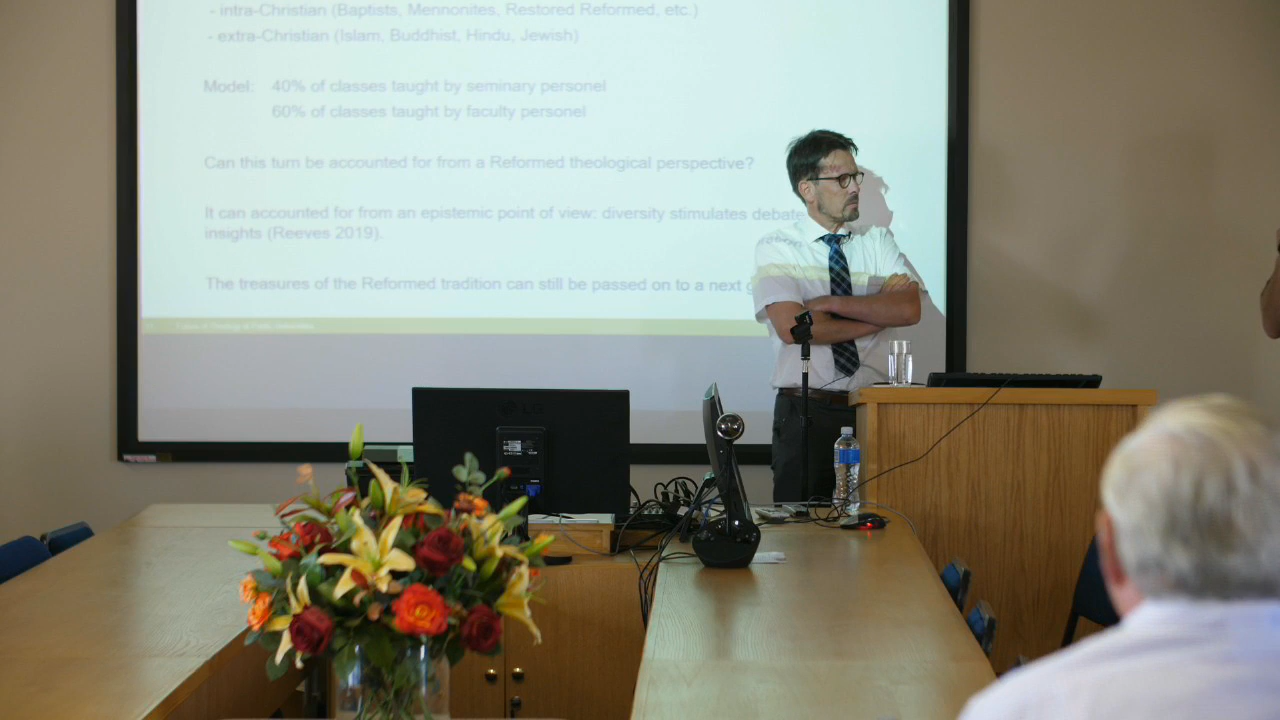 - intra-Christian (Baptists, Mennonites, Restored Reformed, etc.)
- extra-Christian (Islam, Buddhist, Hindu, Jewish)
Model: 40% of classes taught by seminary personel
60% of classes taught by faculty personel
Can this turn be accounted for from a Reformed theological perspective?
It can accounted for from an epistemic point of view: diversity stimulates debate
insights (Reeves 2019).
The treasures of the Reformed tradition can still be passed on to a next
LG